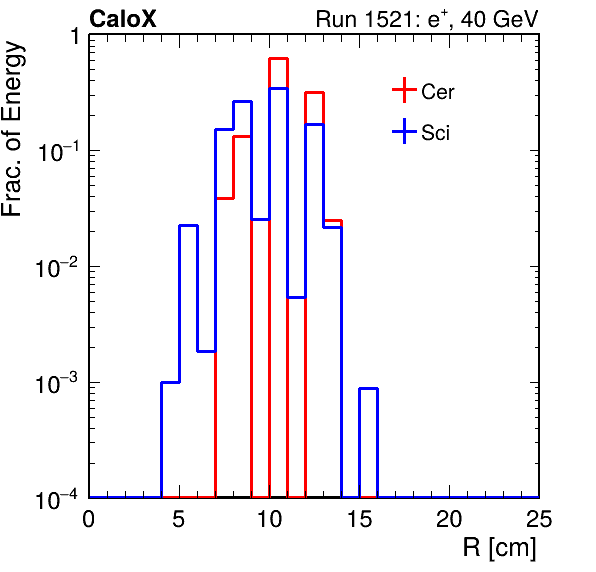 CaloX Run 1521: e⁺, 40 GeV
Frac. of Energy
1
10⁻¹
10⁻²
10⁻³
10⁻⁴
Cer
Sci
0 5 10 15 20 25
R [cm]